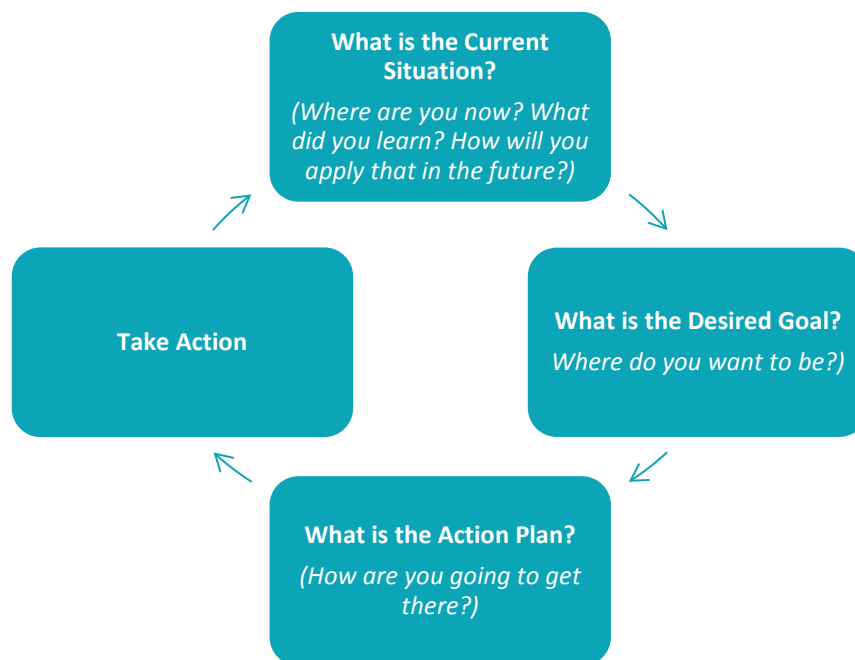 What is the Current
Situation?
(Where are you now? What
did you learn? How will you
apply that in the future?)
What is the Desired Goal?
Where do you want to be?)
What is the Action Plan?
(How are you going to get
there?)
Take Action